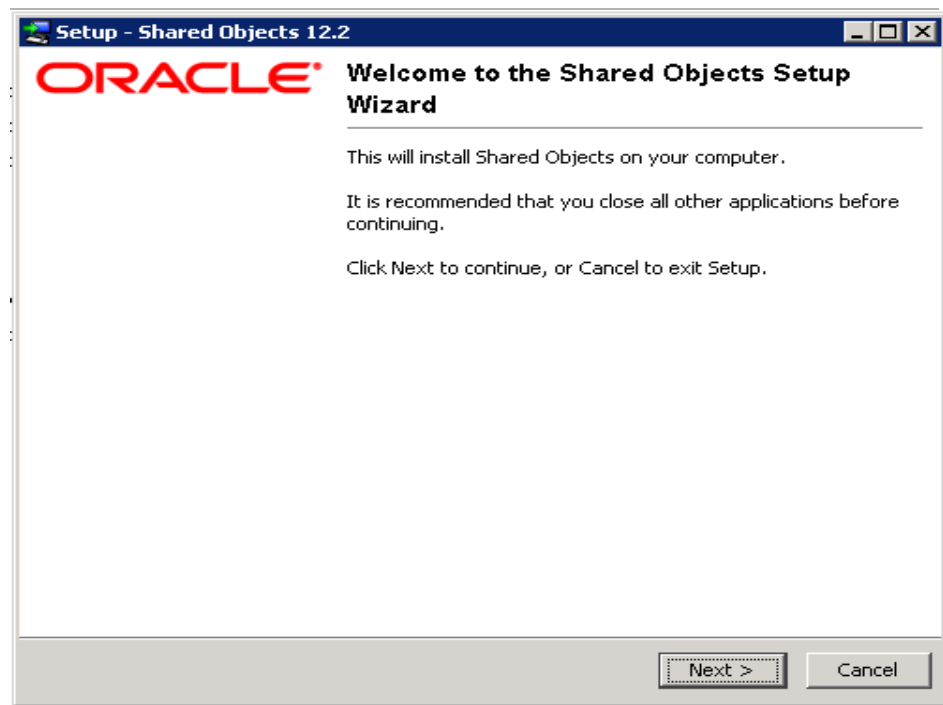 Setup - Shared Objects 12.2
ORACLE
Welcome to the Shared Objects Setup
Wizard
This will install Shared Objects on your computer.
It is recommended that you close all other applications before
continuing.
Click Next to continue, or Cancel to exit Setup.
Next >
Cancel